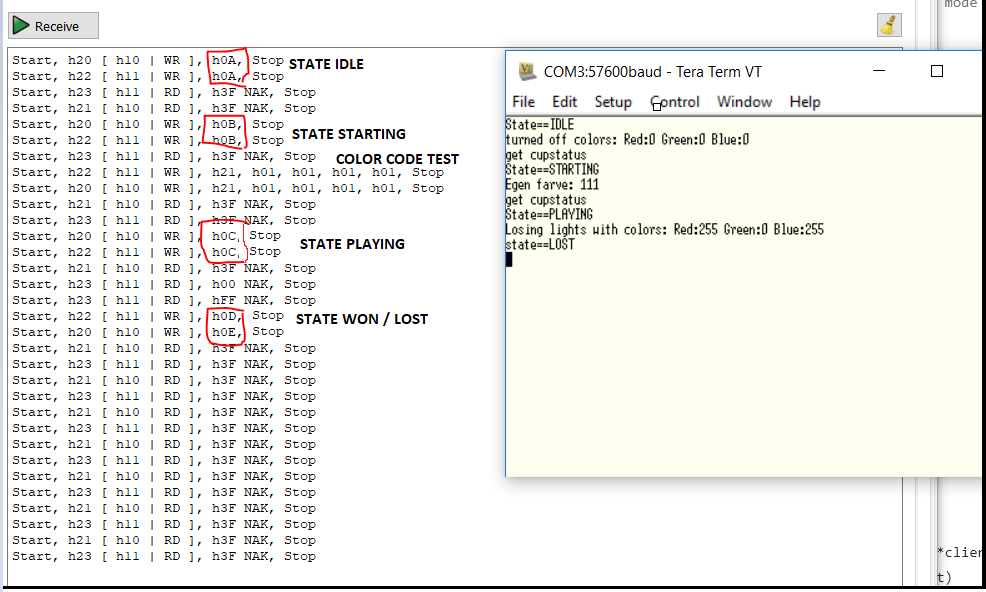 mode
Receive
Start, h20 [ h10 | WR ], h0A, Stop STATE IDLE
Start, h22 [ h11 | WR ], h0A, Stop
Start, h23 [ h11 | RD ], h3F NAK, Stop
Start, h21 [ h10 | RD ], h3F NAK, Stop
Start, h20 [ h10 | WR ], h0B, Stop STATE STARTING
Start, h22 [ h11 | WR ], h0B, Stop
Start, h23 [ h11 | RD ], h3F NAK, Stop COLOR CODE TEST
Start, h22 [ h11 | WR ], h21, h01, h01, h01, h01, Stop
Start, h20 [ h10 | WR ], h21, h01, h01, h01, h01, Stop
Start, h21 [ h10 | RD ], h3F NAK, Stop
Start, h23 [ h11 | RD ], h3F NAK, Stop
Start, h20 [ h10 | WR ], h0C, Stop STATE PLAYING
Start, h22 [ h11 | WR ], h0C, Stop
Start, h21 [ h10 | RD ], h3F NAK, Stop
Start, h23 [ h11 | RD ], h00 NAK, Stop
Start, h23 [ h11 | RD ], hFF NAK, Stop
Start, h22 [ h11 | WR ], h0D, Stop STATE WON / LOST
Start, h20 [ h10 | WR ], h0E, Stop
Start, h21 [ h10 | RD ], h3F NAK, Stop
Start, h23 [ h11 | RD ], h3F NAK, Stop
Start, h21 [ h10 | RD ], h3F NAK, Stop
Start, h23 [ h11 | RD ], h3F NAK, Stop
Start, h21 [ h10 | RD ], h3F NAK, Stop
Start, h23 [ h11 | RD ], h3F NAK, Stop
Start, h21 [ h10 | RD ], h3F NAK, Stop
Start, h23 [ h11 | RD ], h3F NAK, Stop
Start, h21 [ h10 | RD ], h3F NAK, Stop
Start, h23 [ h11 | RD ], h3F NAK, Stop
Start, h21 [ h10 | RD ], h3F NAK, Stop
Start, h23 [ h11 | RD ], h3F NAK, Stop
Start, h21 [ h10 | RD ], h3F NAK, Stop
Start, h23 [ h11 | RD ], h3F NAK, Stop
COM3:57600baud - Tera Term VT
File Edit Setup Control Window Help
State==IDLE
turned off colors: Red:0 Green:0 Blue:0
get cupstatus
State==STARTING
Egen farve: 111
get cupstatus
State==PLAYING
Losing lights with colors: Red:255 Green:0 Blue:255
state==LOST
*clien
t)